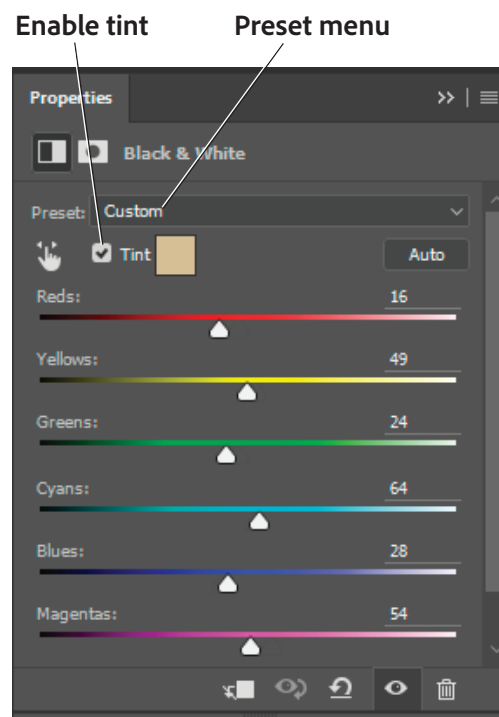 Enable tint Preset menu
Properties
Black & White
Preset: Custom
Tint Auto
Reds: 16
Yellows: 49
Greens: 24
Cyans: 64
Blues: 28
Magentas: 54